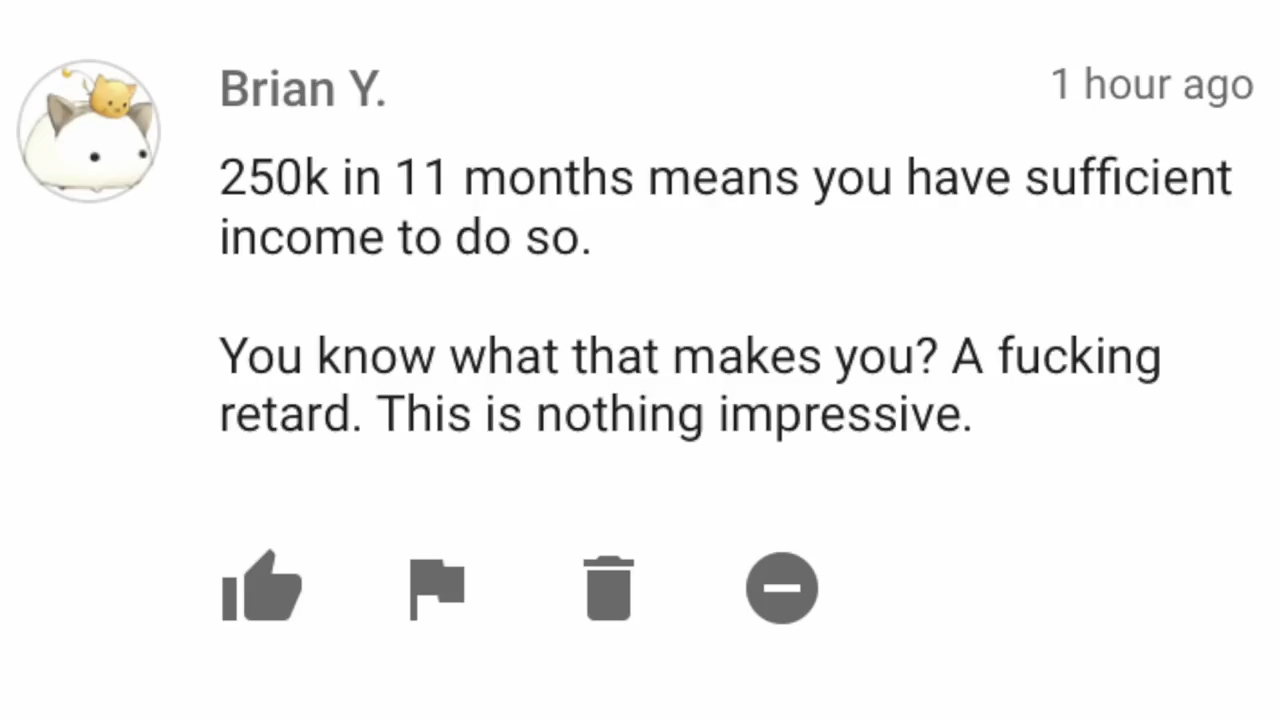 Brian Y.
1 hour ago
250k in 11 months means you have sufficient
income to do so.
You know what that makes you? A fucking
retard. This is nothing impressive.